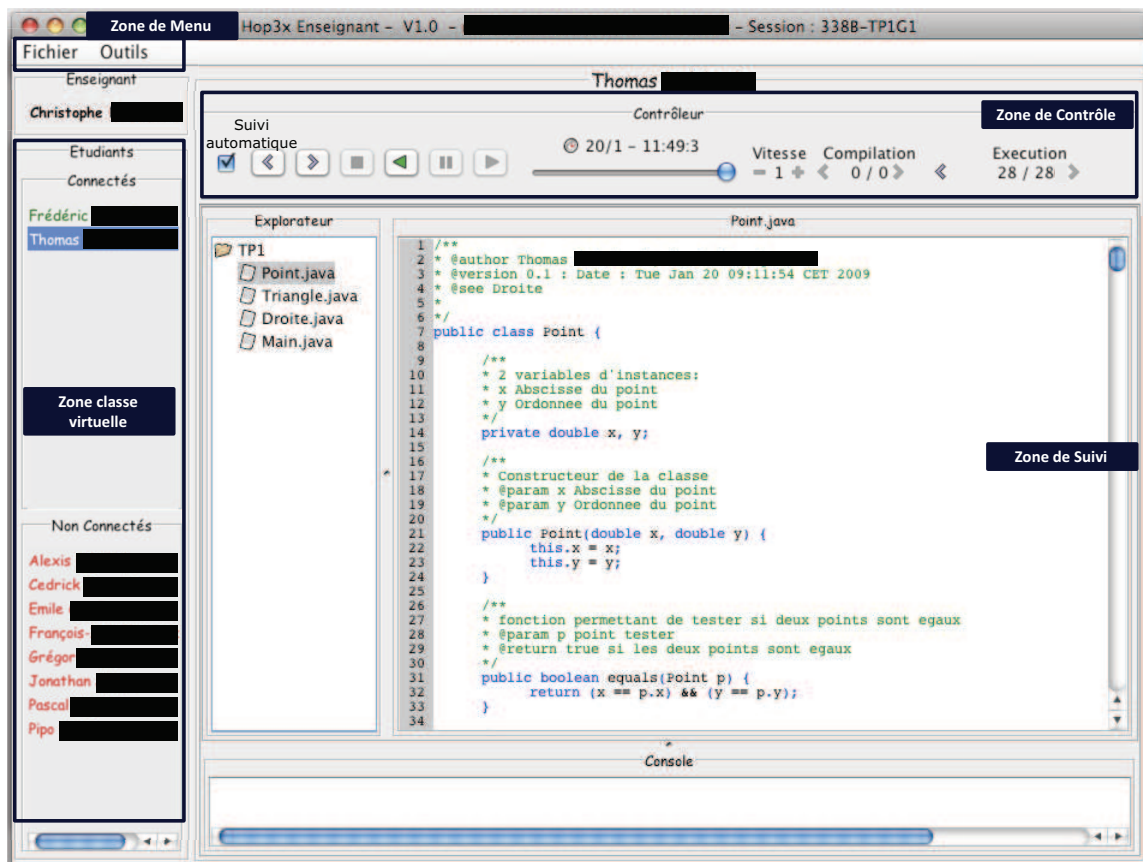 Zone de Menu
Hop3x Enseignant - V1.0 - - Session : 338B-TP1G1
Fichier Outils
Enseignant
Christophe
Etudiants
Connectés
Frédéric
Thomas
Zone classe
virtuelle
Non Connectés
Alexis
Cedrick
Emile
François-
Grégor
Jonathan
Pascal
Pipo
Thomas
Contrôleur
Zone de Contrôle
Suivi
automatique
20/1 - 11:49:3
Vitesse
- 1 +
Compilation
0 / 0
Execution
28 / 28
Explorateur
TP1
Point.java
Triangle.java
Droite.java
Main.java
Point.java
1 /**
2 * @author Thomas
3 * @version 0.1 : Date : Tue Jan 20 09:11:54 CET 2009
4 * @see Droite
5 *
6 */
7 public class Point {
8
9 /**
10 * 2 variables d'instances:
11 * x Abscisse du point
12 * y Ordonnee du point
13 */
14 private double x, y;
15
16 /**
17 * Constructeur de la classe
18 * @param x Abscisse du point
19 * @param y Ordonnee du point
20 */
21 public Point(double x, double y) {
22 this.x = x;
23 this.y = y;
24 }
25
26 /**
27 * fonction permettant de tester si deux points sont egaux
28 * @param p point tester
29 * @return true si les deux points sont egaux
30 */
31 public boolean equals(Point p) {
32 return (x == p.x) && (y == p.y);
33 }
34
Zone de Suivi
Console